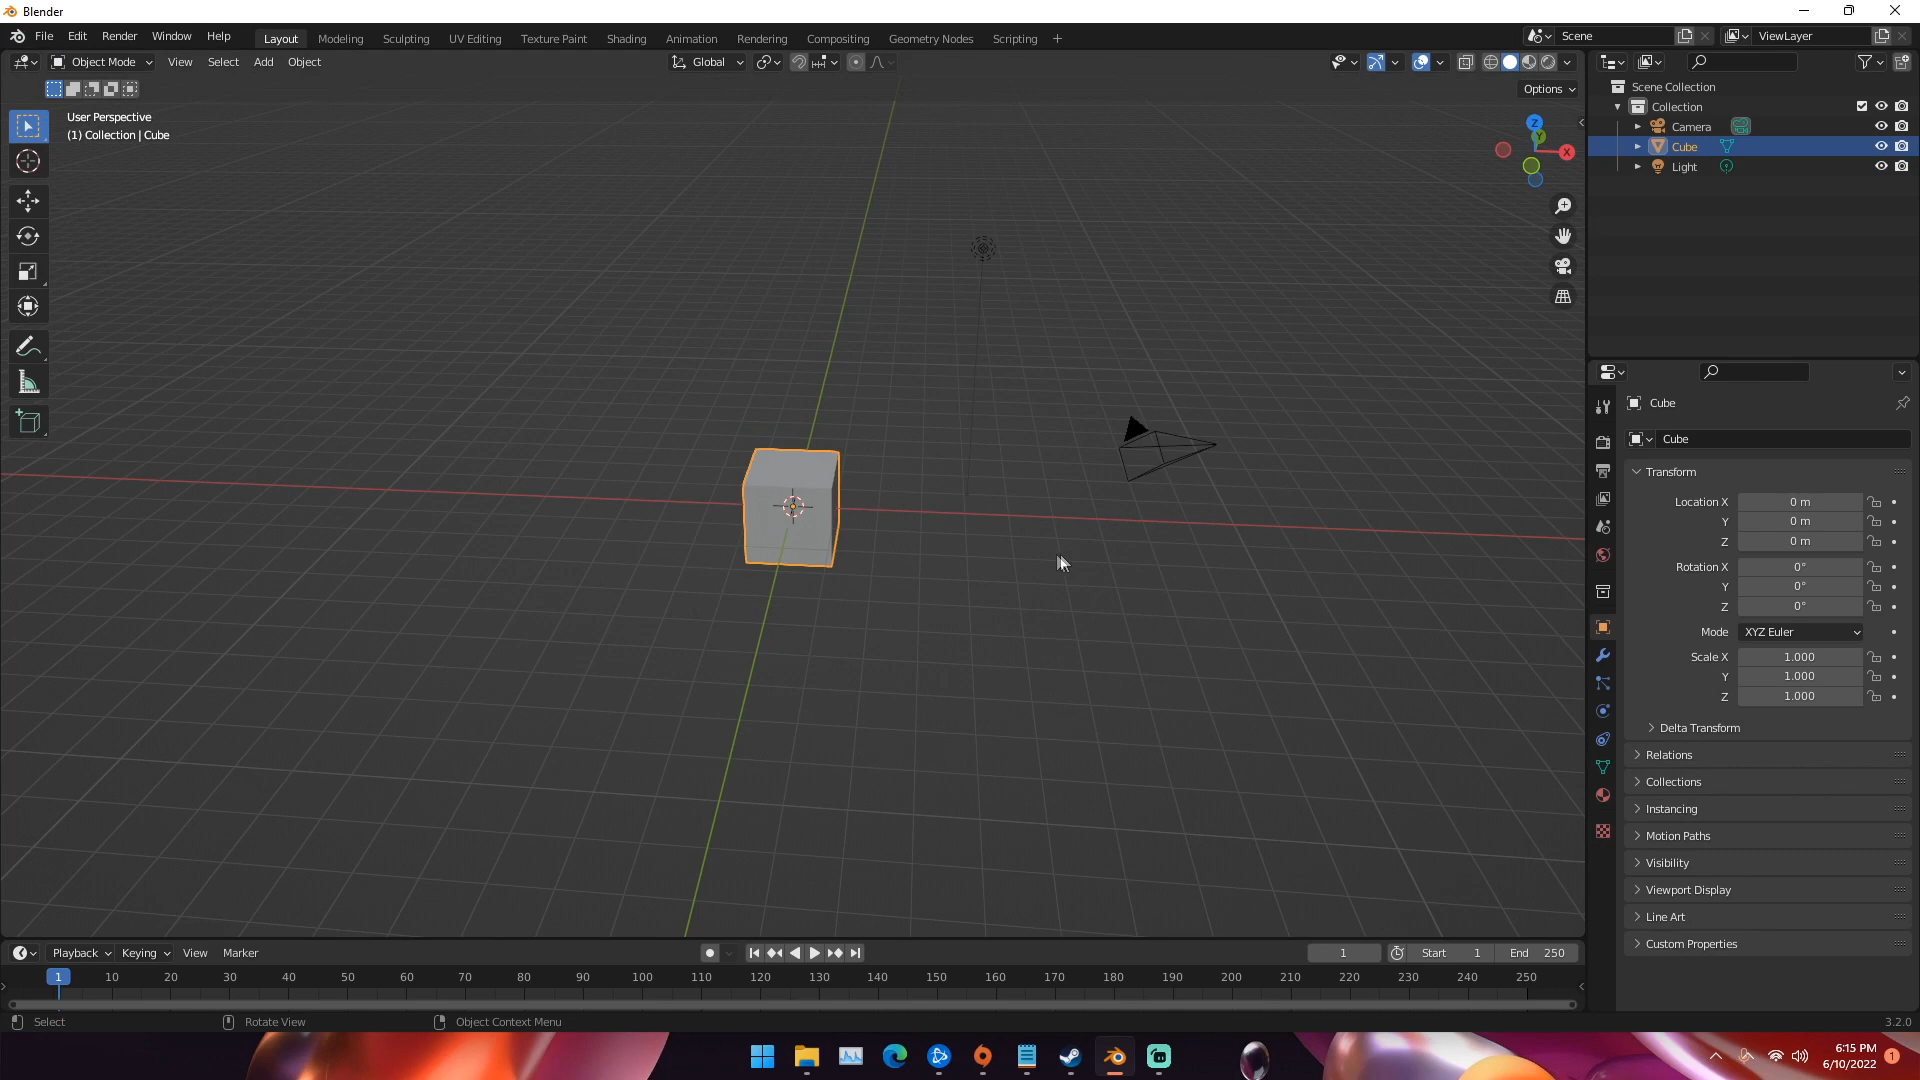 Blender
File Edit Render Window Help Layout Modeling Sculpting UV Editing Texture Paint Shading Animation Rendering Compositing Geometry Nodes Scripting + Scene ViewLayer
Object Mode View Select Add Object Global
Options
User Perspective
(1) Collection | Cube
Z
Y
X
Scene Collection
Collection
Camera
Cube
Light
Cube
Cube
Transform
Location X 0 m
Y 0 m
Z 0 m
Rotation X 0°
Y 0°
Z 0°
Mode XYZ Euler
Scale X 1.000
Y 1.000
Z 1.000
Delta Transform
Relations
Collections
Instancing
Motion Paths
Visibility
Viewport Display
Line Art
Custom Properties
Playback Keying View Marker 1 Start 1 End 250
1 10 20 30 40 50 60 70 80 90 100 110 120 130 140 150 160 170 180 190 200 210 220 230 240 250
Select Rotate View Object Context Menu 3.2.0
6:15 PM
6/10/2022
1